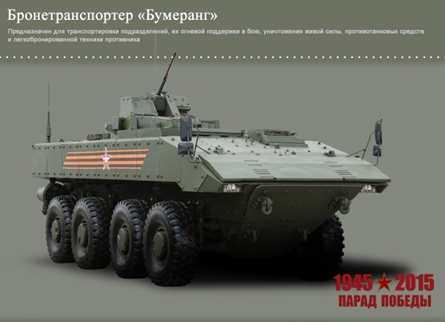 Бронетранспортер «Бумеранг»
Предназначен для транспортировки подразделений, их огневой поддержки в бою, уничтожения живой силы, противотанковых средств
и легкобронированной техники противника
1945 ★ 2015
ПАРАД ПОБЕДЫ